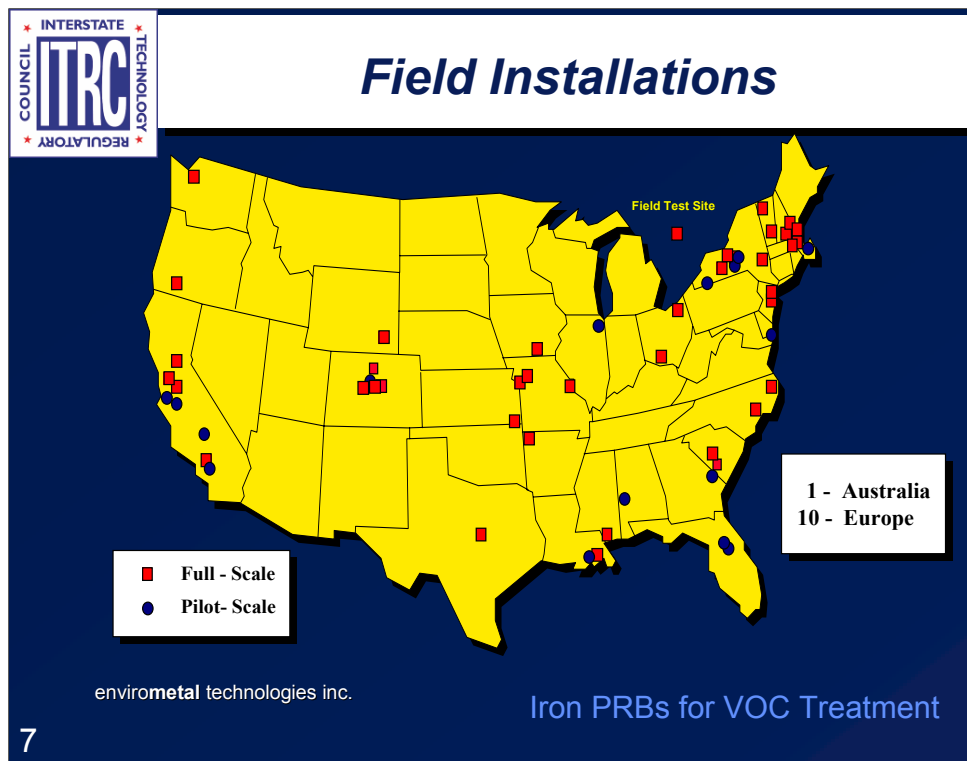 INTERSTATE
TECHNOLOGY
REGULATORY
COUNCIL
ITRC
Field Installations
Field Test Site
1 - Australia
10 - Europe
Full - Scale
Pilot- Scale
envirometal technologies inc.
Iron PRBs for VOC Treatment
7